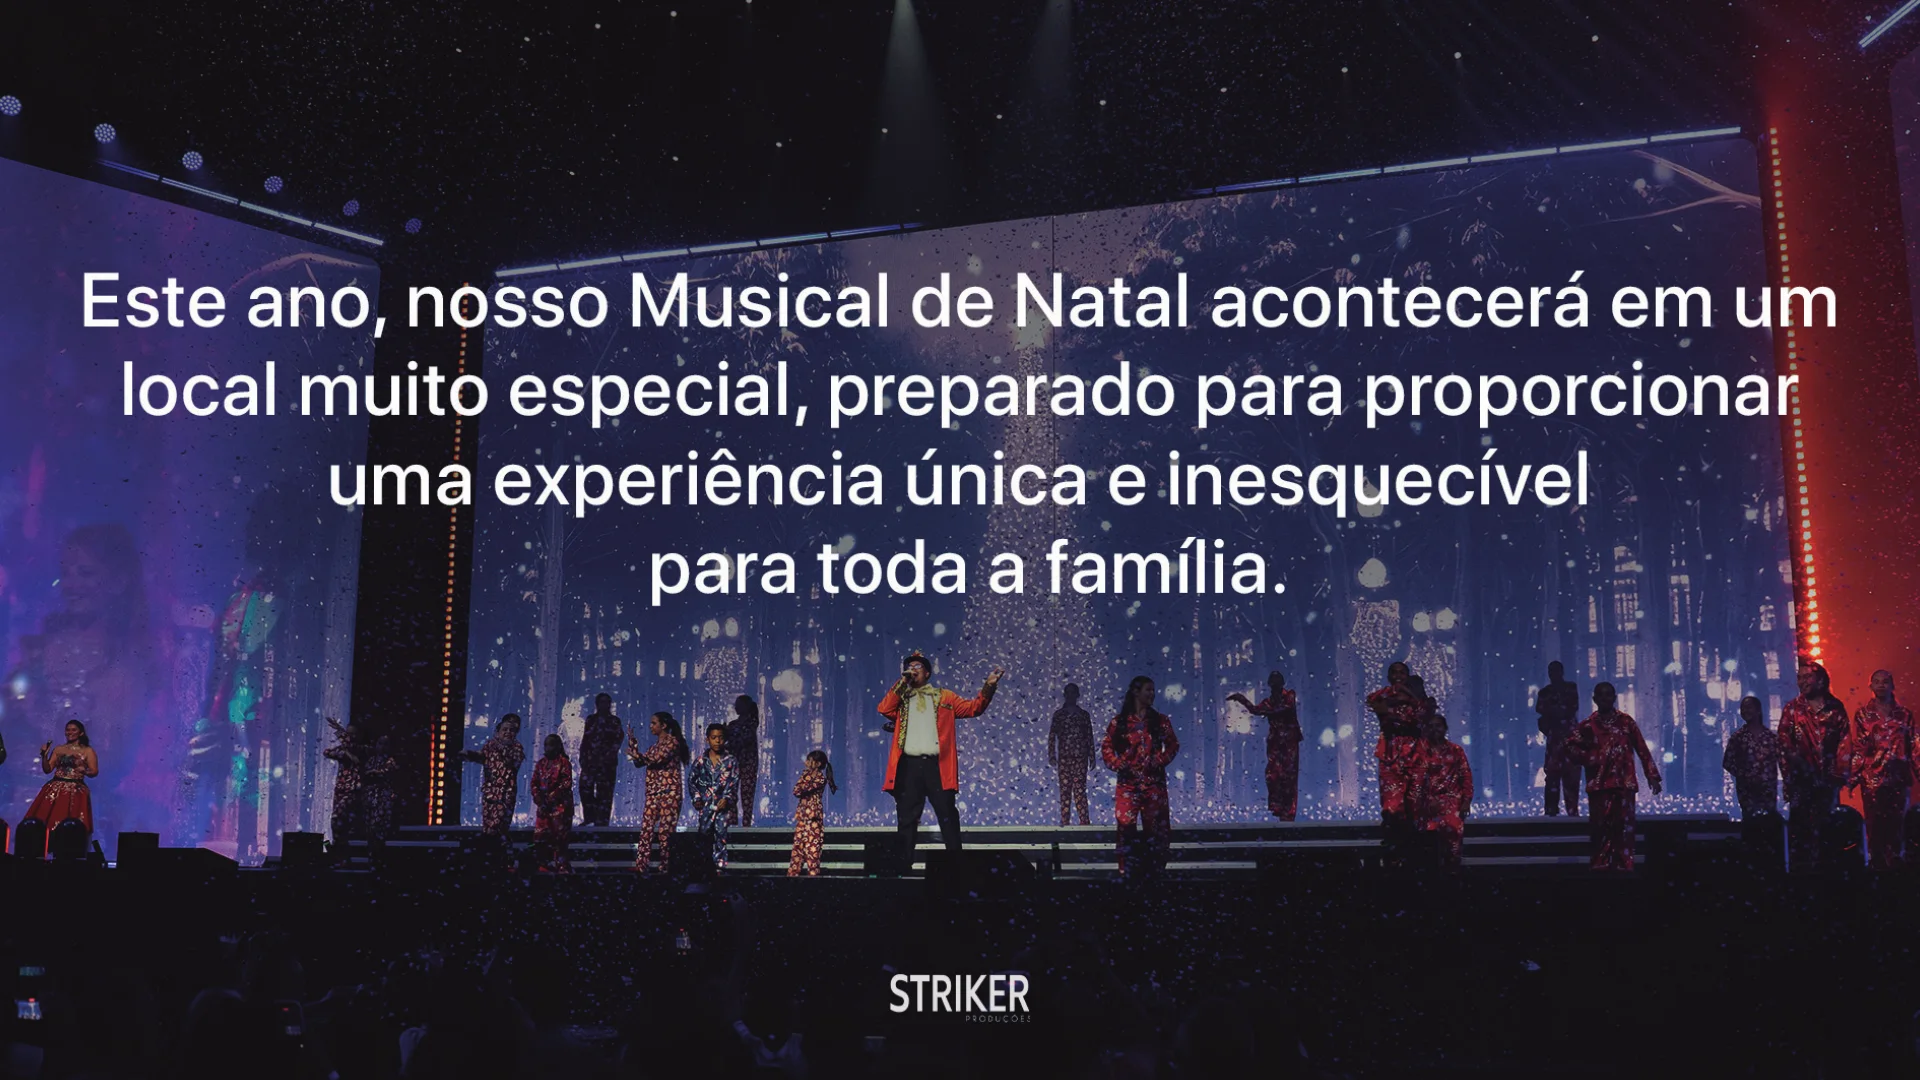 Este ano, nosso Musical de Natal acontecerá em um
local muito especial, preparado para proporcionar
uma experiência única e inesquecível
para toda a família.
STRIKER
PRODUÇÕES